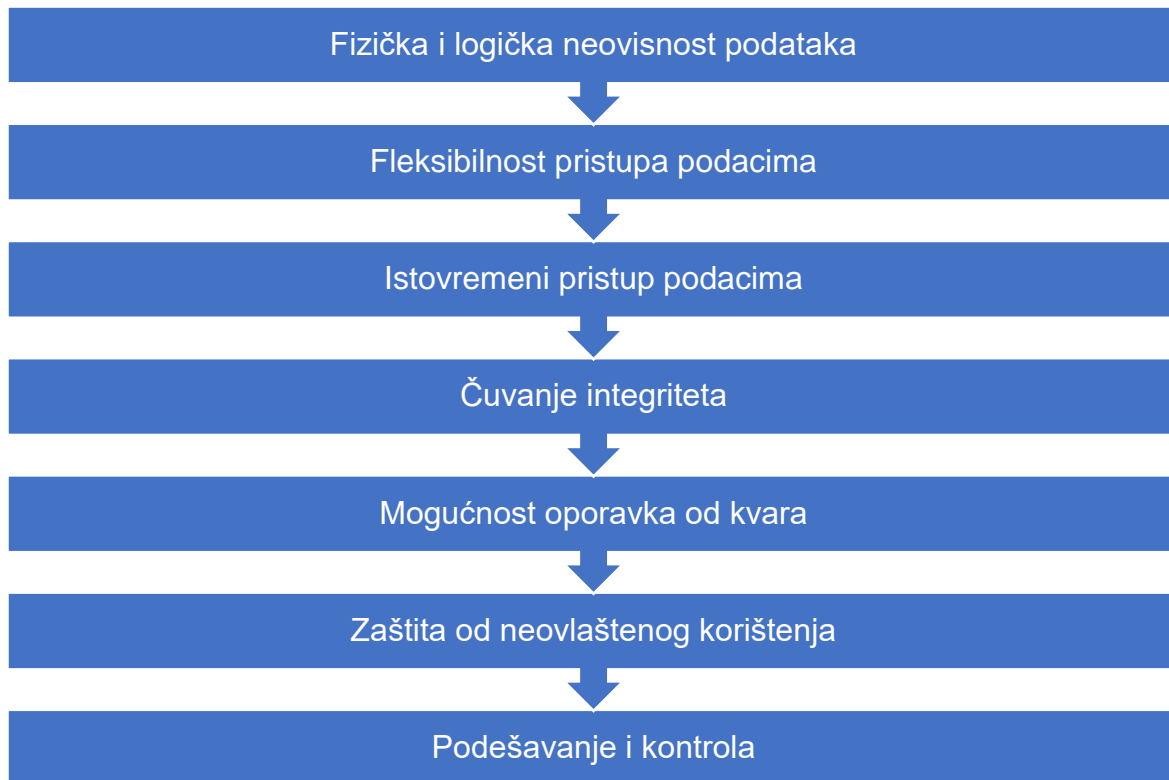 Fizička i logička neovisnost podataka
Fleksibilnost pristupa podacima
Istovremeni pristup podacima
Čuvanje integriteta
Mogućnost oporavka od kvara
Zaštita od neovlaštenog korištenja
Podešavanje i kontrola